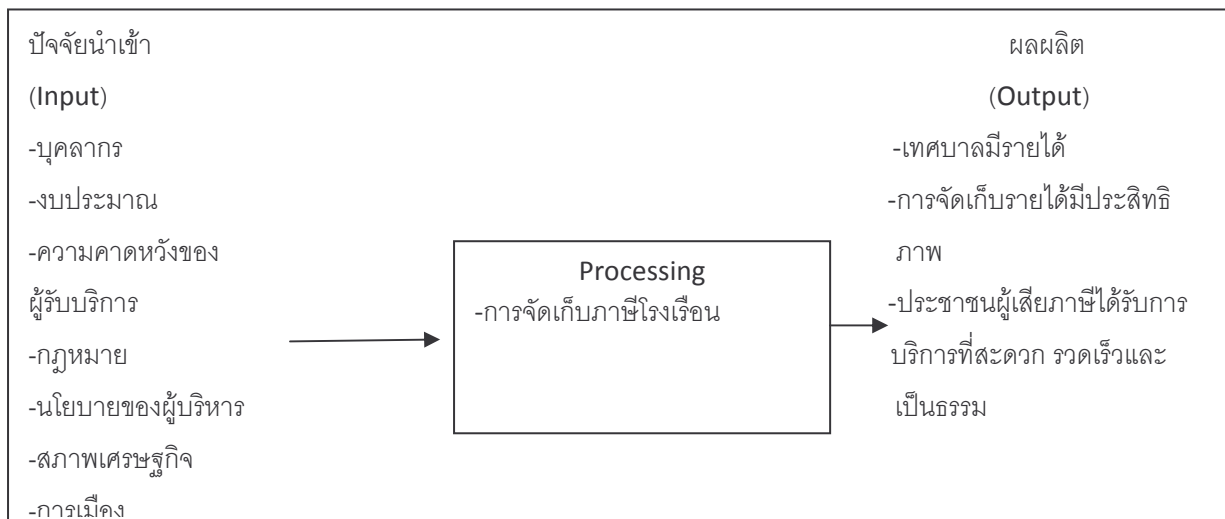 ปัจจัยนำเข้า
(Input)
-บุคลากร
-งบประมาณ
-ความคาดหวังของ
ผู้รับบริการ
-กฎหมาย
-นโยบายของผู้บริหาร
-สภาพเศรษฐกิจ
-การเมือง
Processing
-การจัดเก็บภาษีโรงเรือน
ผลผลิต
(Output)
-เทศบาลมีรายได้
-การจัดเก็บรายได้มีประสิทธิ
ภาพ
-ประชาชนผู้เสียภาษีได้รับการ
บริการที่สะดวก รวดเร็วและ
เป็นธรรม